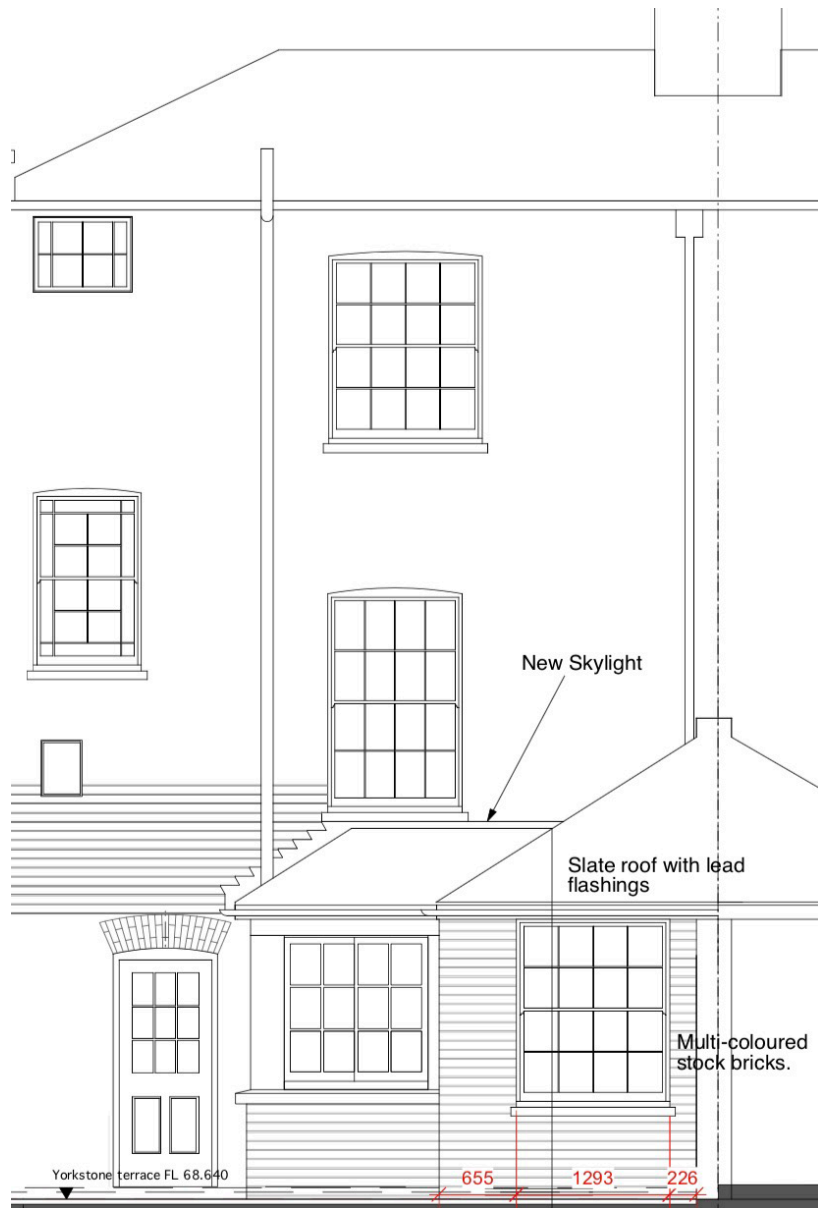 New Skylight
Slate roof with lead
flashings
Multi-coloured
stock bricks.
Yorkstone terrace FL 68.640
655
1293
226